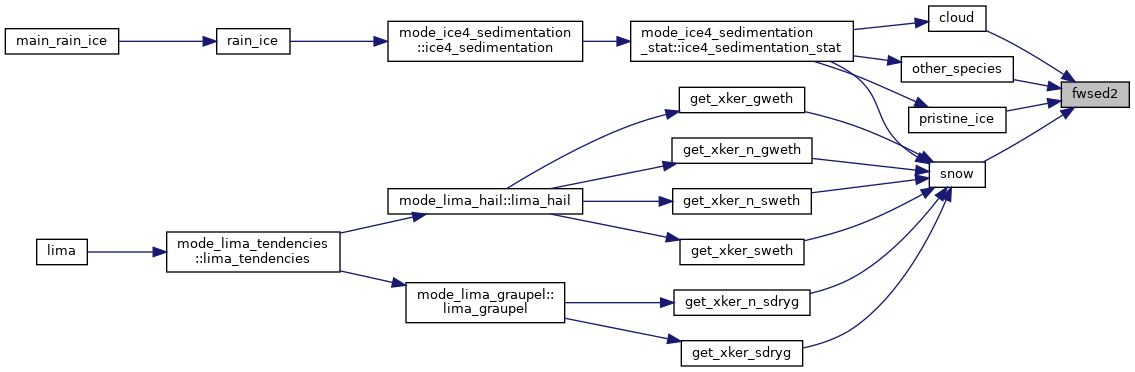 cloud
mode_ice4_sedimentation
_stat::ice4_sedimentation_stat
mode_ice4_sedimentation
::ice4_sedimentation
main_rain_ice
rain_ice
other_species
fwsed2
get_xker_gweth
pristine_ice
get_xker_n_gweth
snow
mode_lima_hail::lima_hail
get_xker_n_sweth
lima
mode_lima_tendencies
::lima_tendencies
get_xker_sweth
mode_lima_graupel::
lima_graupel
get_xker_n_sdryg
get_xker_sdryg